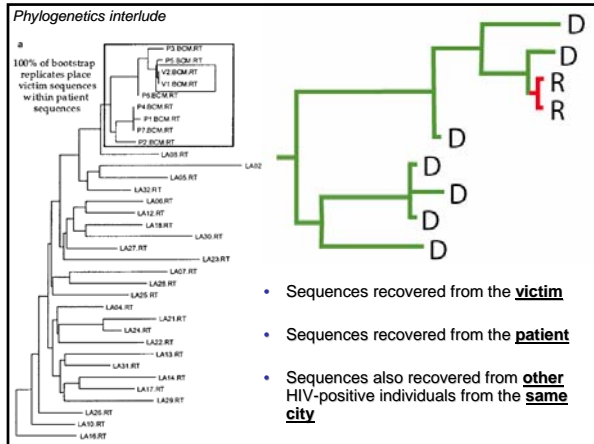 Phylogenetics interlude
a
100% of bootstrap
replicates place
victim sequences
within patient
sequences
P3.BCM.RT
P5.BCM.RT
V2.BCM.RT
V1.BCM.RT
P6.BCM.RT
P4.BCM.RT
P1.BCM.RT
P7.BCM.RT
P2.BCM.RT
LA08.RT
LA02
LA05.RT
LA32.RT
LA06.RT
LA12.RT
LA18.RT
LA30.RT
LA27.RT
LA23.RT
LA07.RT
LA28.RT
LA25.RT
LA04.RT
LA21.RT
LA24.RT
LA22.RT
LA13.RT
LA31.RT
LA14.RT
LA17.RT
LA29.RT
LA26.RT
LA10.RT
LA16.RT
D
D
R
R
D
D
D
D
D
• Sequences recovered from the victim
• Sequences recovered from the patient
• Sequences also recovered from other
HIV-positive individuals from the same
city